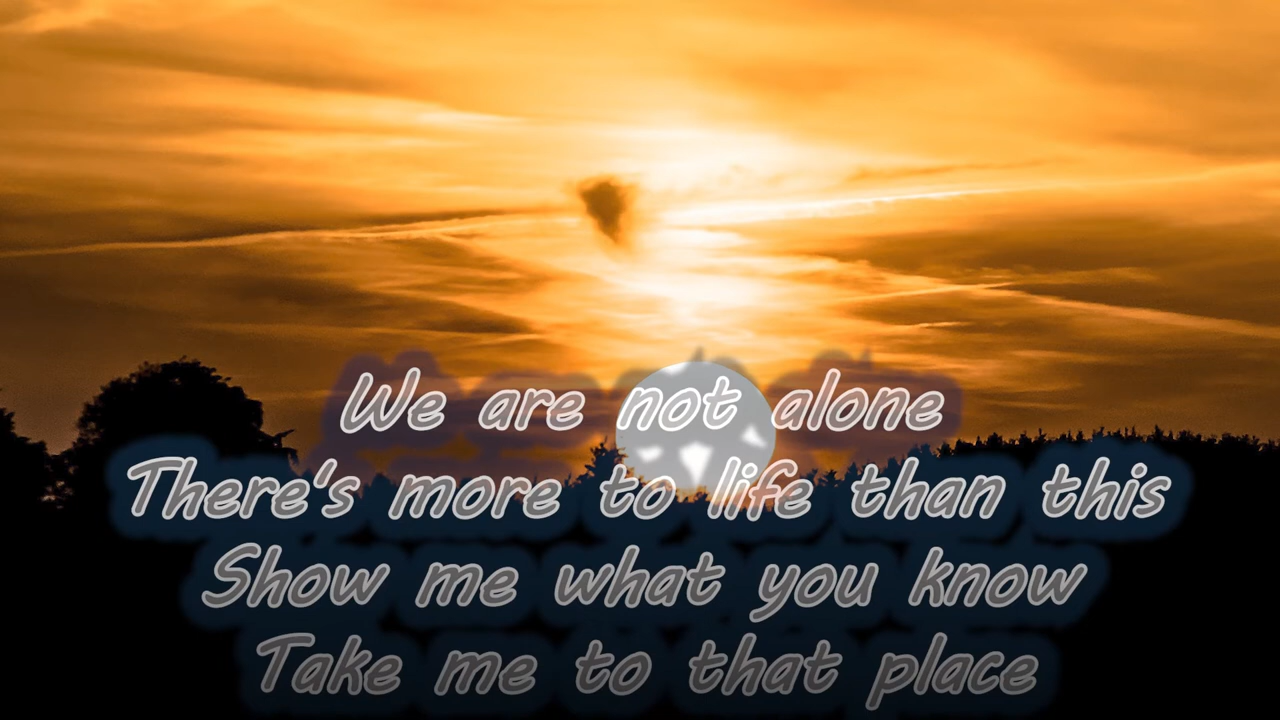 We are not alone
There's more to life than this
Show me what you know
Take me to that place